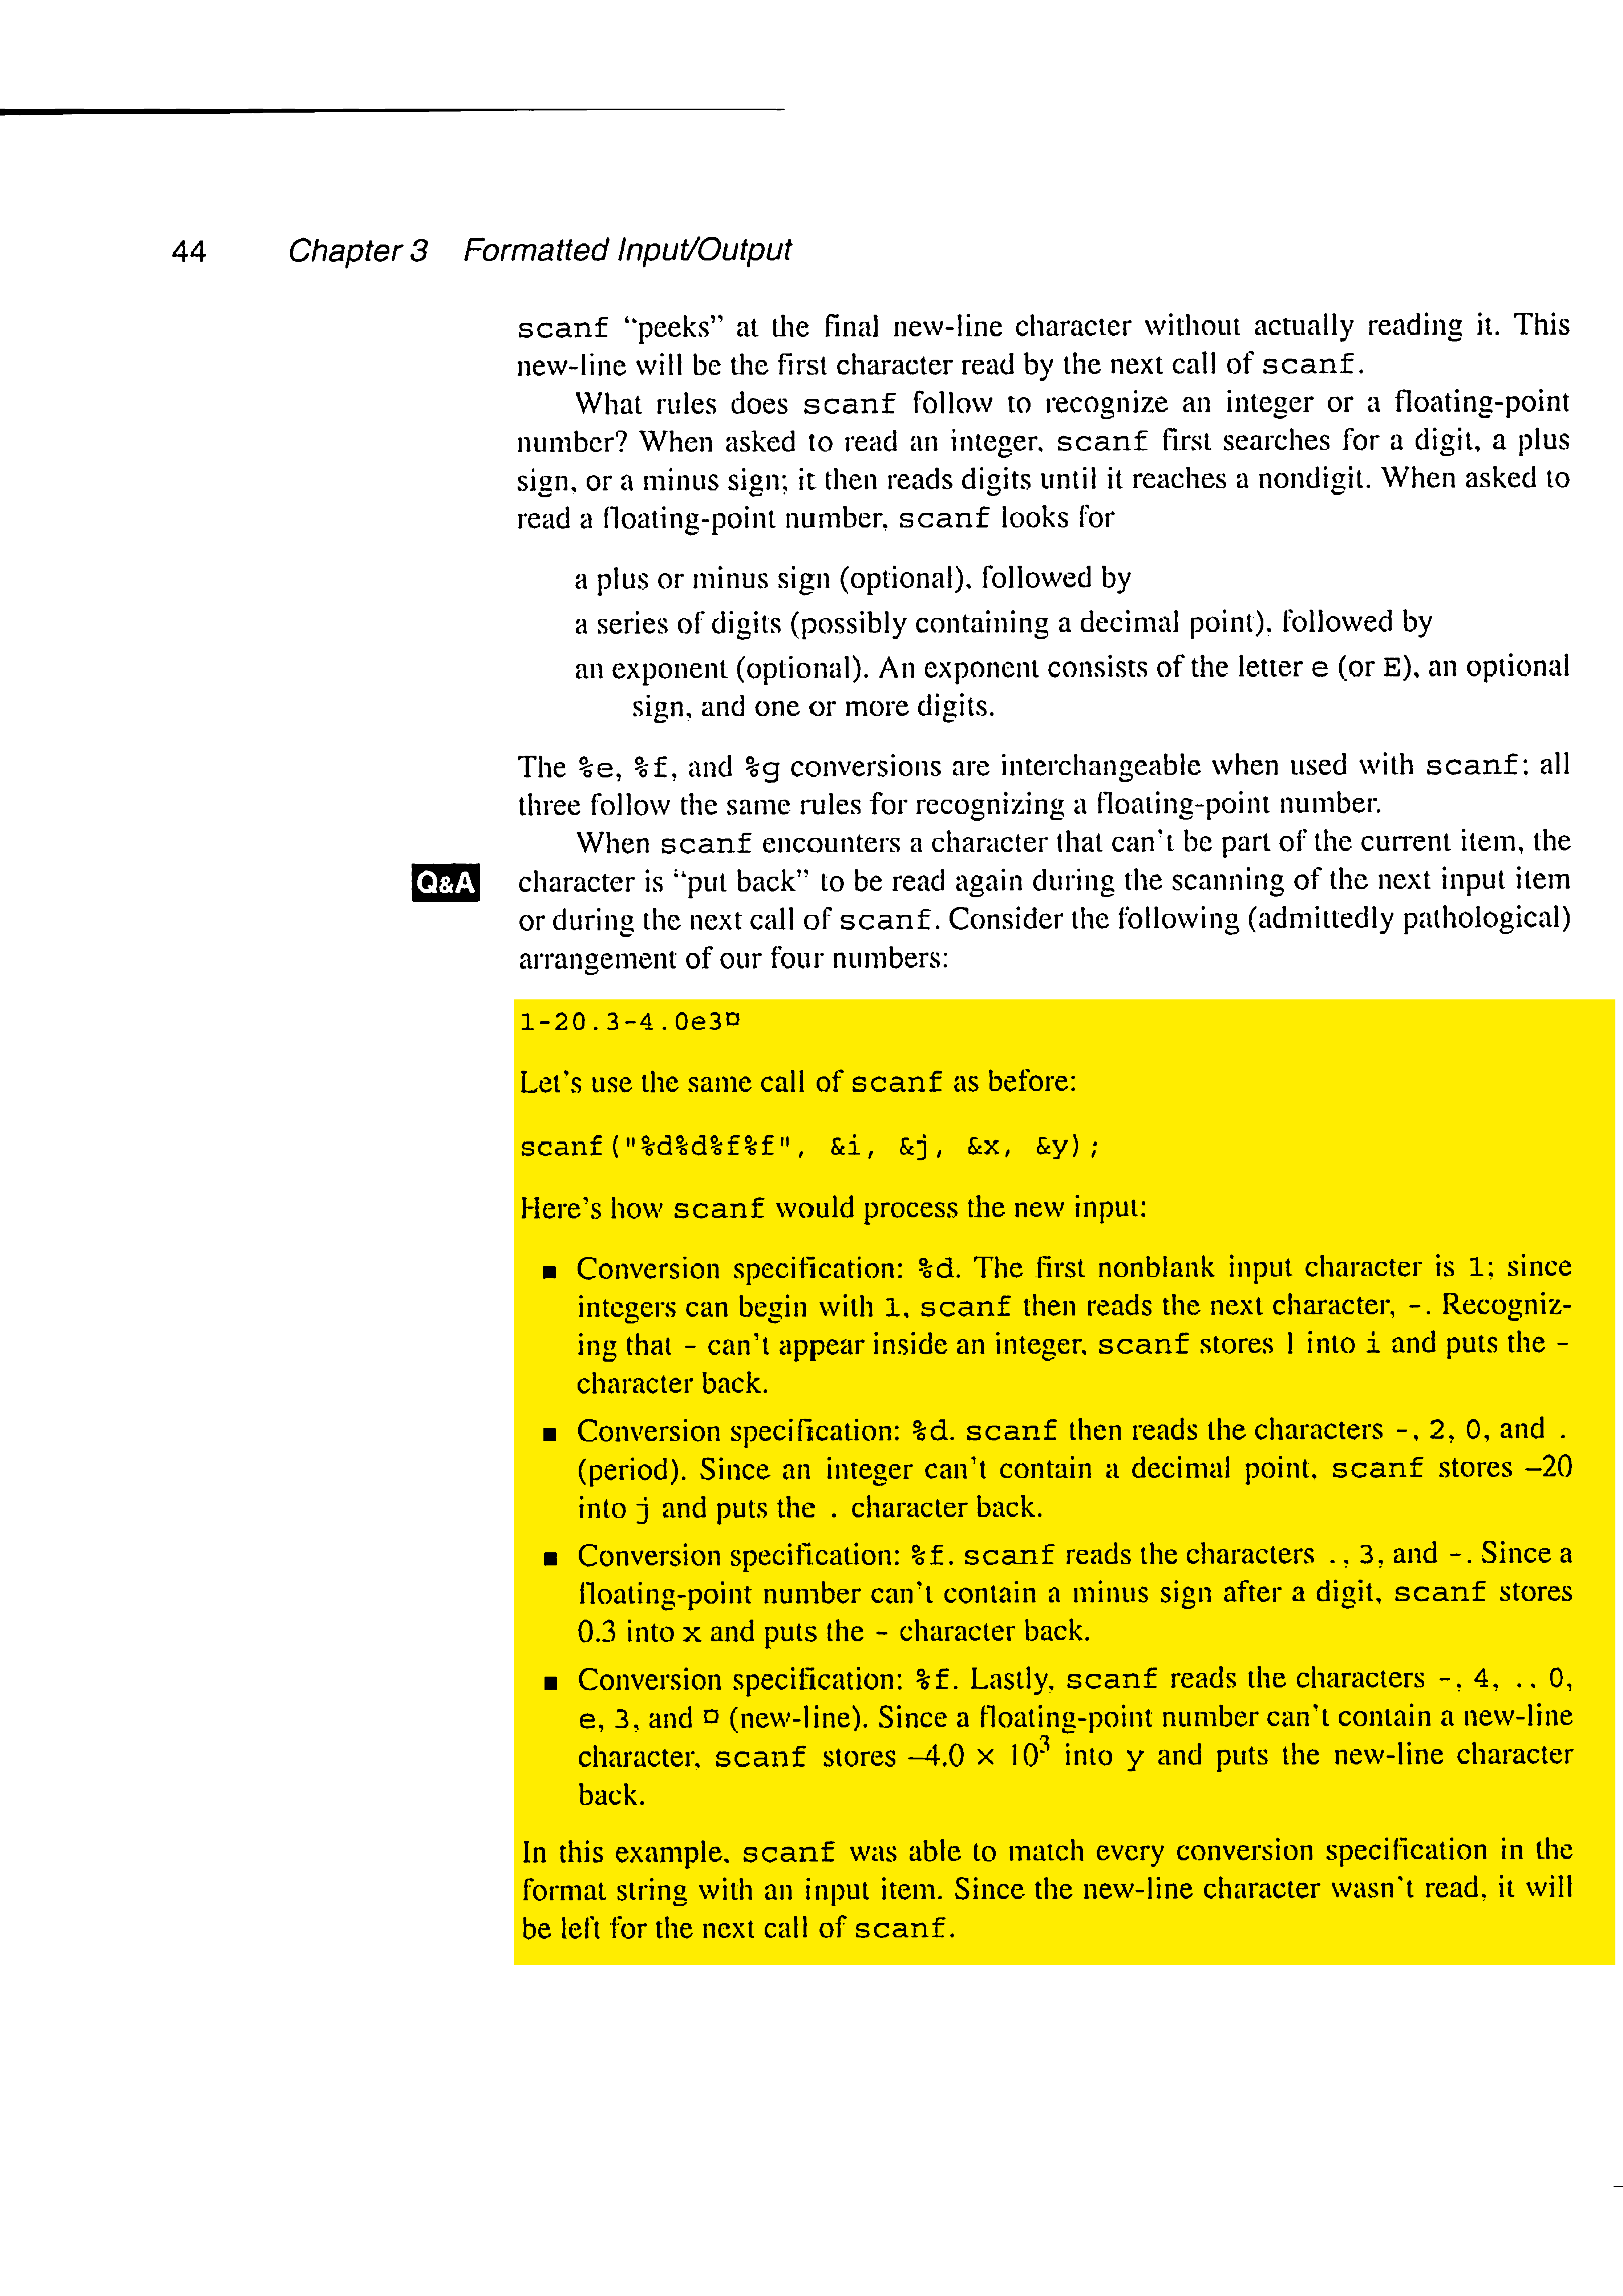 44 Chapter 3 Formatted Input/Output
scanf “peeks” at the final new-line character without actually reading it. This
new-line will be the first character read by the next call of scanf.
What rules does scanf follow to recognize an integer or a floating-point
number? When asked to read an integer, scanf first searches for a digit, a plus
sign, or a minus sign; it then reads digits until it reaches a nondigit. When asked to
read a floating-point number, scanf looks for
a plus or minus sign (optional), followed by
a series of digits (possibly containing a decimal point), followed by
an exponent (optional). An exponent consists of the letter e (or E), an optional
sign, and one or more digits.
The %e, %f, and %g conversions are interchangeable when used with scanf; all
three follow the same rules for recognizing a floating-point number.
When scanf encounters a character that can't be part of the current item, the
Q&A character is “put back” to be read again during the scanning of the next input item
or during the next call of scanf. Consider the following (admittedly pathological)
arrangement of our four numbers:
1-20.3-4.0e3¤
Let's use the same call of scanf as before:
scanf("%d%d%f%f", &i, &j, &x, &y);
Here's how scanf would process the new input:
■ Conversion specification: %d. The first nonblank input character is 1; since
integers can begin with 1, scanf then reads the next character, -. Recogniz-
ing that - can't appear inside an integer, scanf stores 1 into i and puts the -
character back.
■ Conversion specification: %d. scanf then reads the characters -, 2, 0, and .
(period). Since an integer can't contain a decimal point, scanf stores –20
into j and puts the . character back.
■ Conversion specification: %f. scanf reads the characters ., 3, and -. Since a
floating-point number can't contain a minus sign after a digit, scanf stores
0.3 into x and puts the - character back.
■ Conversion specification: %f. Lastly, scanf reads the characters -, 4, ., 0,
e, 3, and ¤ (new-line). Since a floating-point number can't contain a new-line
character, scanf stores –4.0 × 10³ into y and puts the new-line character
back.
In this example, scanf was able to match every conversion specification in the
format string with an input item. Since the new-line character wasn't read, it will
be left for the next call of scanf.